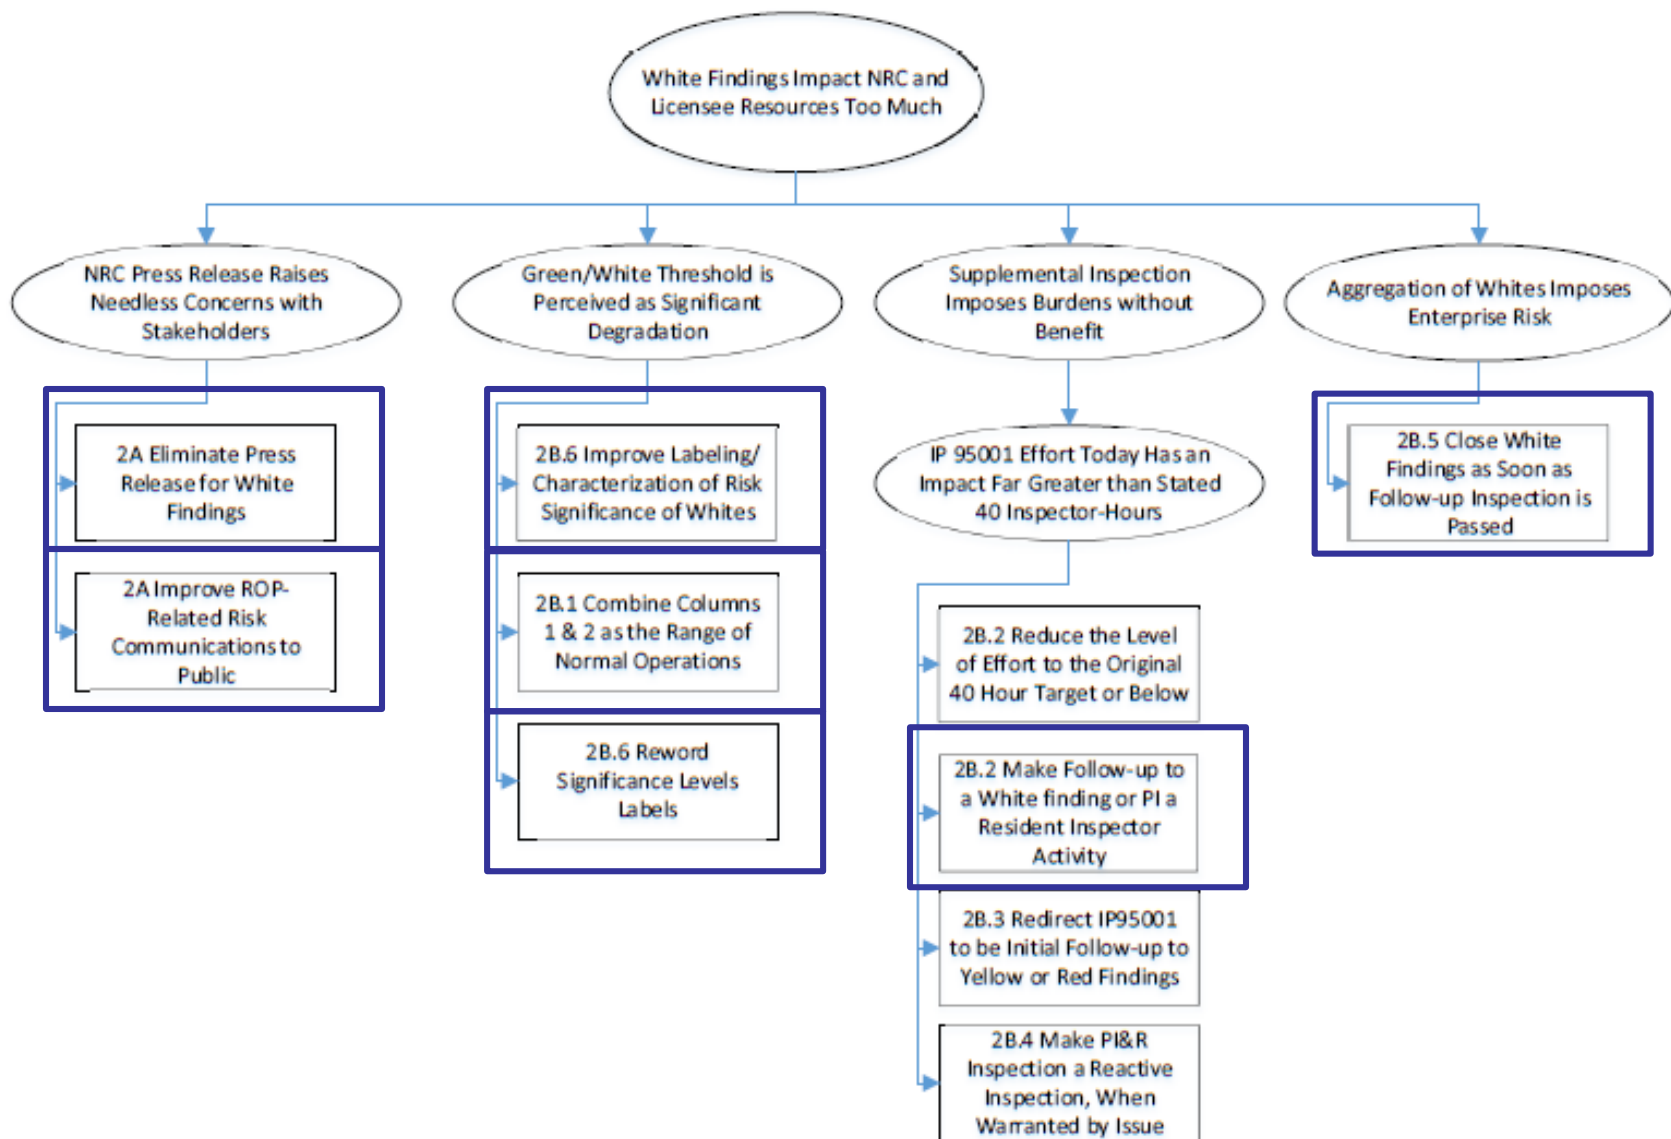 White Findings Impact NRC and
Licensee Resources Too Much
NRC Press Release Raises
Needless Concerns with
Stakeholders
Green/White Threshold is
Perceived as Significant
Degradation
Supplemental Inspection
Imposes Burdens without
Benefit
Aggregation of Whites Imposes
Enterprise Risk
2A Eliminate Press
Release for White
Findings
2A Improve ROP-
Related Risk
Communications to
Public
2B.6 Improve Labeling/
Characterization of Risk
Significance of Whites
2B.1 Combine Columns
1 & 2 as the Range of
Normal Operations
2B.6 Reword
Significance Levels
Labels
IP 95001 Effort Today Has an
Impact Far Greater than Stated
40 Inspector-Hours
2B.2 Reduce the Level
of Effort to the Original
40 Hour Target or Below
2B.2 Make Follow-up to
a White finding or PI a
Resident Inspector
Activity
2B.3 Redirect IP95001
to be Initial Follow-up to
Yellow or Red Findings
2B.4 Make PI&R
Inspection a Reactive
Inspection, When
Warranted by Issue
2B.5 Close White
Findings as Soon as
Follow-up Inspection is
Passed